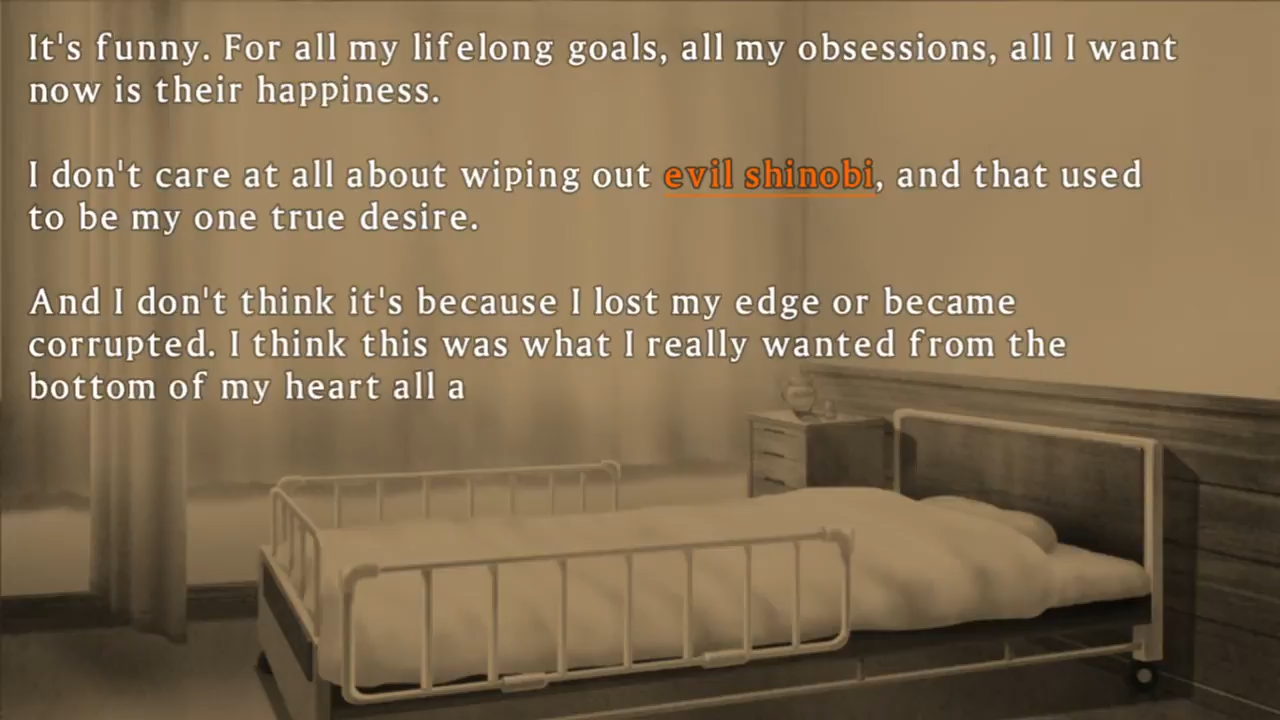 It's funny. For all my lifelong goals, all my obsessions, all I want
now is their happiness.
I don't care at all about wiping out evil shinobi, and that used
to be my one true desire.
And I don't think it's because I lost my edge or became
corrupted. I think this was what I really wanted from the
bottom of my heart all a